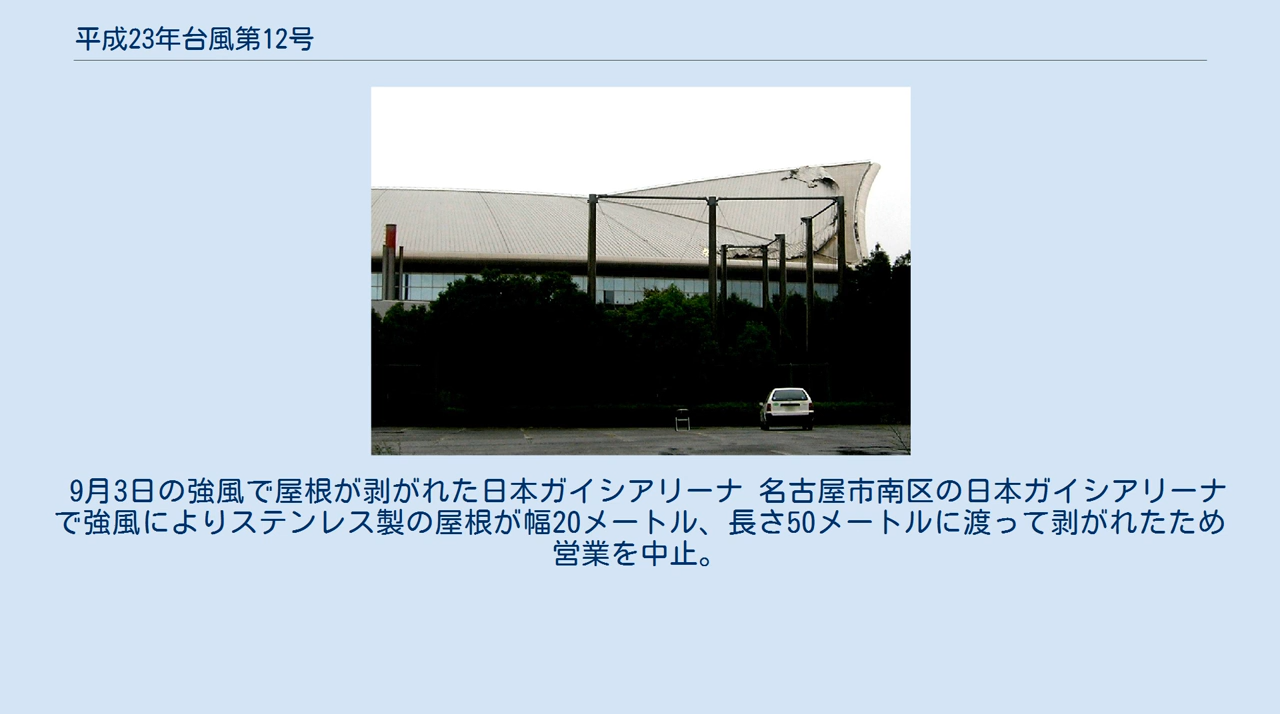 平成23年台風第12号
9月3日の強風で屋根が剥がれた日本ガイシアリーナ 名古屋市南区の日本ガイシアリーナ
で強風によりステンレス製の屋根が幅20メートル、長さ50メートルに渡って剥がれたため
営業を中止。